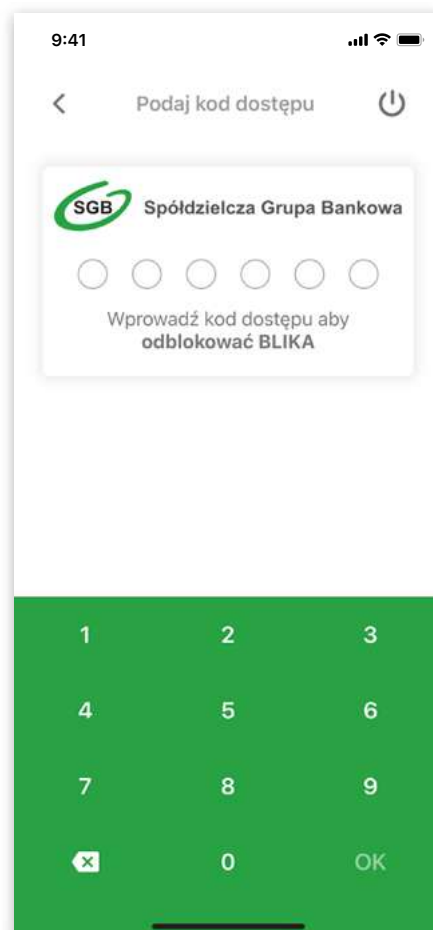 9:41
Podaj kod dostępu
SGB Spółdzielcza Grupa Bankowa
Wprowadź kod dostępu aby
odblokować BLIKA
1 2 3
4 5 6
7 8 9
0 OK